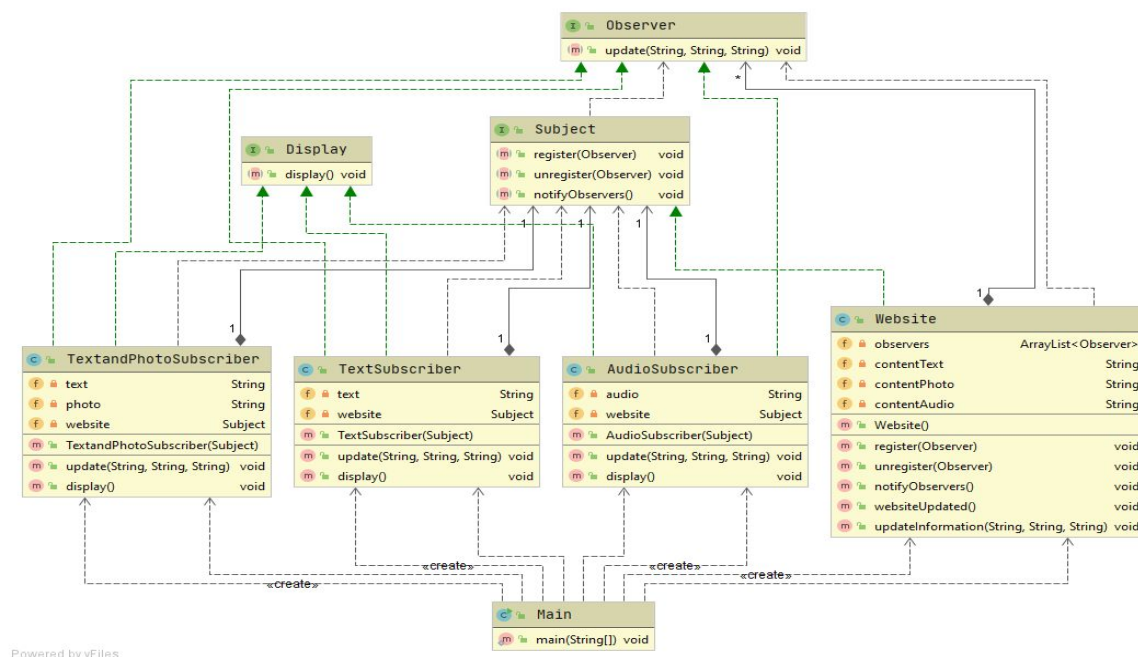 Observer
update(String, String, String) void
*
Subject
register(Observer) void
unregister(Observer) void
notifyObservers() void
Display
display() void
1 1 1
1 1 1 1
TextandPhotoSubscriber
text String
photo String
website Subject
TextandPhotoSubscriber(Subject)
update(String, String, String) void
display() void
TextSubscriber
text String
website Subject
TextSubscriber(Subject)
update(String, String, String) void
display() void
AudioSubscriber
audio String
website Subject
AudioSubscriber(Subject)
update(String, String, String) void
display() void
Website
observers ArrayList<Observer>
contentText String
contentPhoto String
contentAudio String
Website()
register(Observer) void
unregister(Observer) void
notifyObservers() void
websiteUpdated() void
updateInformation(String, String, String) void
«create» «create» «create» «create»
Main
main(String[]) void
Powered by yFiles